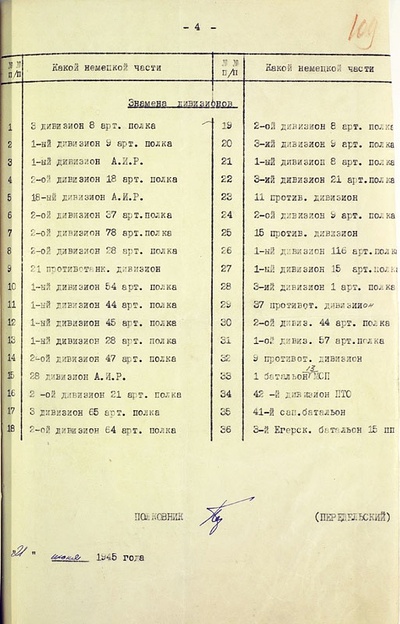 - 4 -
109
№ № п/п Какой немецкой части
№ № п/п Какой немецкой части
Знамена дивизионов
1 3 дивизион 8 арт. полка
2 1-ый дивизион 9 арт. полка
3 1-ый дивизион А.И.Р.
4 2-ой дивизион 18 арт. полка
5 18-ый дивизион А.И.Р.
6 2-ой дивизион 37 арт.полка
7 2-ой дивизион 78 арт. полка
8 2-ой дивизион 28 арт. полка
9 21 противотанк. дивизион
10 1-ый дивизион 54 арт. полка
11 1-ый дивизион 44 арт. полка
12 1-ый дивизион 45 арт. полка
13 1-ый дивизион 28 арт. полка
14 2-ой дивизион 47 арт. полка
15 28 дивизион А.И.Р.
16 2 -ой дивизион 21 арт. полка
17 3 дивизион 65 арт. полка
18 2-ой дивизион 64 арт. полка
19 2-ой дивизион 8 арт. полка
20 3-ий дивизион 9 арт. полка
21 1-ый дивизион 8 арт. полка
22 3-ий дивизион 21 арт. полка
23 11 против. дивизион
24 2-ой дивизион 9 арт. полка
25 15 против. дивизион
26 1-ый дивизион 116 арт.полка
27 1-ый дивизион 15 арт. полка
28 3-ий дивизион 1 арт. полка
29 37 противот. дивизион
30 2-ой дивиз. 44 арт. полка
31 1-ой дивиз. 57 арт.полка
32 9 противот. дивизион
33 1 батальон 13 МОП
34 42 -й дивизион ПТО
35 41-й сан.батальон
36 3-й Егерск. батальон 15 пп
ПОЛКОВНИК (ПЕРЕДЕЛЬСКИЙ)
"21" июня 1945 года